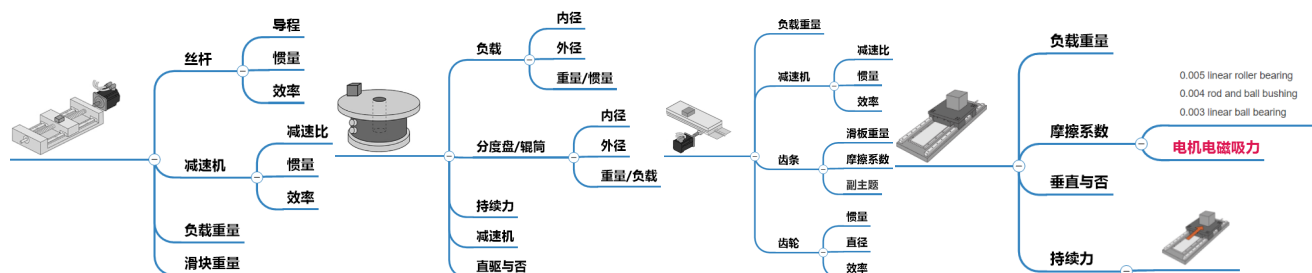 丝杆
导程
惯量
效率
减速机
减速比
惯量
效率
负载重量
滑块重量
负载
内径
外径
重量/惯量
分度盘/辊筒
内径
外径
重量/负载
持续力
减速机
直驱与否
负载重量
减速机
减速比
惯量
效率
齿条
滑板重量
摩擦系数
副主题
齿轮
惯量
直径
效率
负载重量
摩擦系数
0.005 linear roller bearing
0.004 rod and ball bushing
0.003 linear ball bearing
电机电磁吸力
垂直与否
持续力